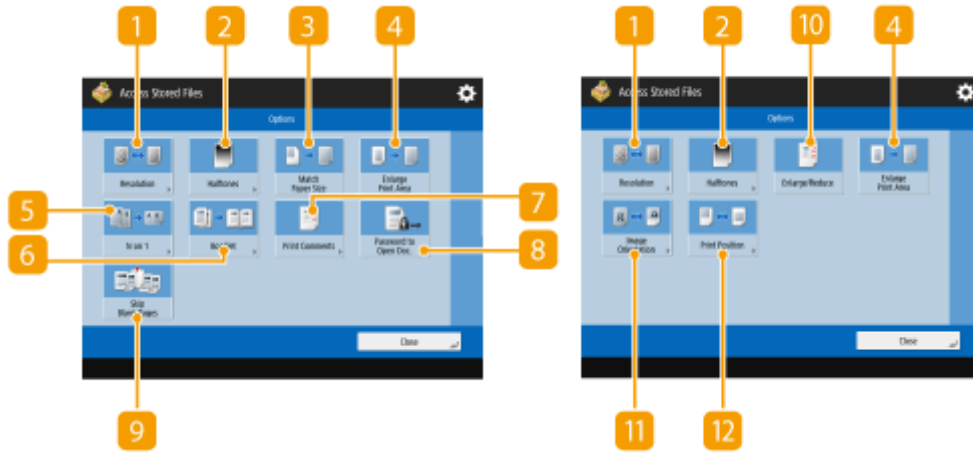 1 2 3 4 1 2 10 4
Access Stored Files
Access Stored Files
Options
Options
Resolution
Halftones
Match
Paper Size
Enlarge
Print Area
Resolution
Halftones
Enlarge/Reduce
Enlarge
Print Area
5
6
N on 1
Booklet
Print Comments
Password to
Open Doc.
7
8
Image
Orientation
Print Position
Skip
Blank Pages
Close
Close
9 11 12